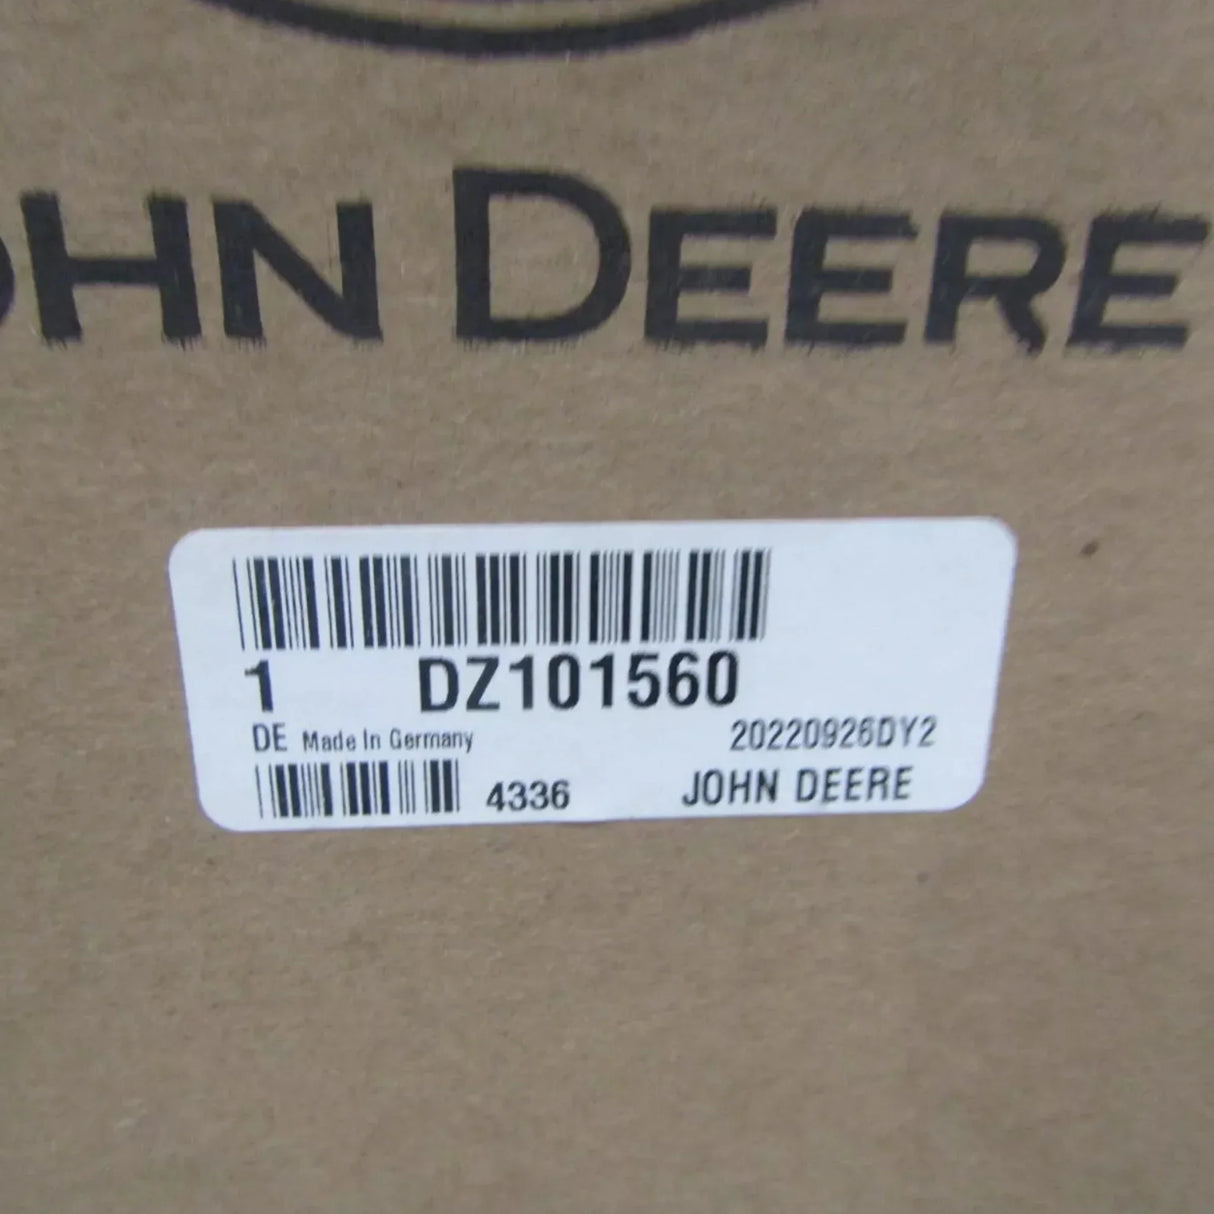 JOHN DEERE
1 DZ101560
DE Made In Germany 20220926DY2
4336 JOHN DEERE